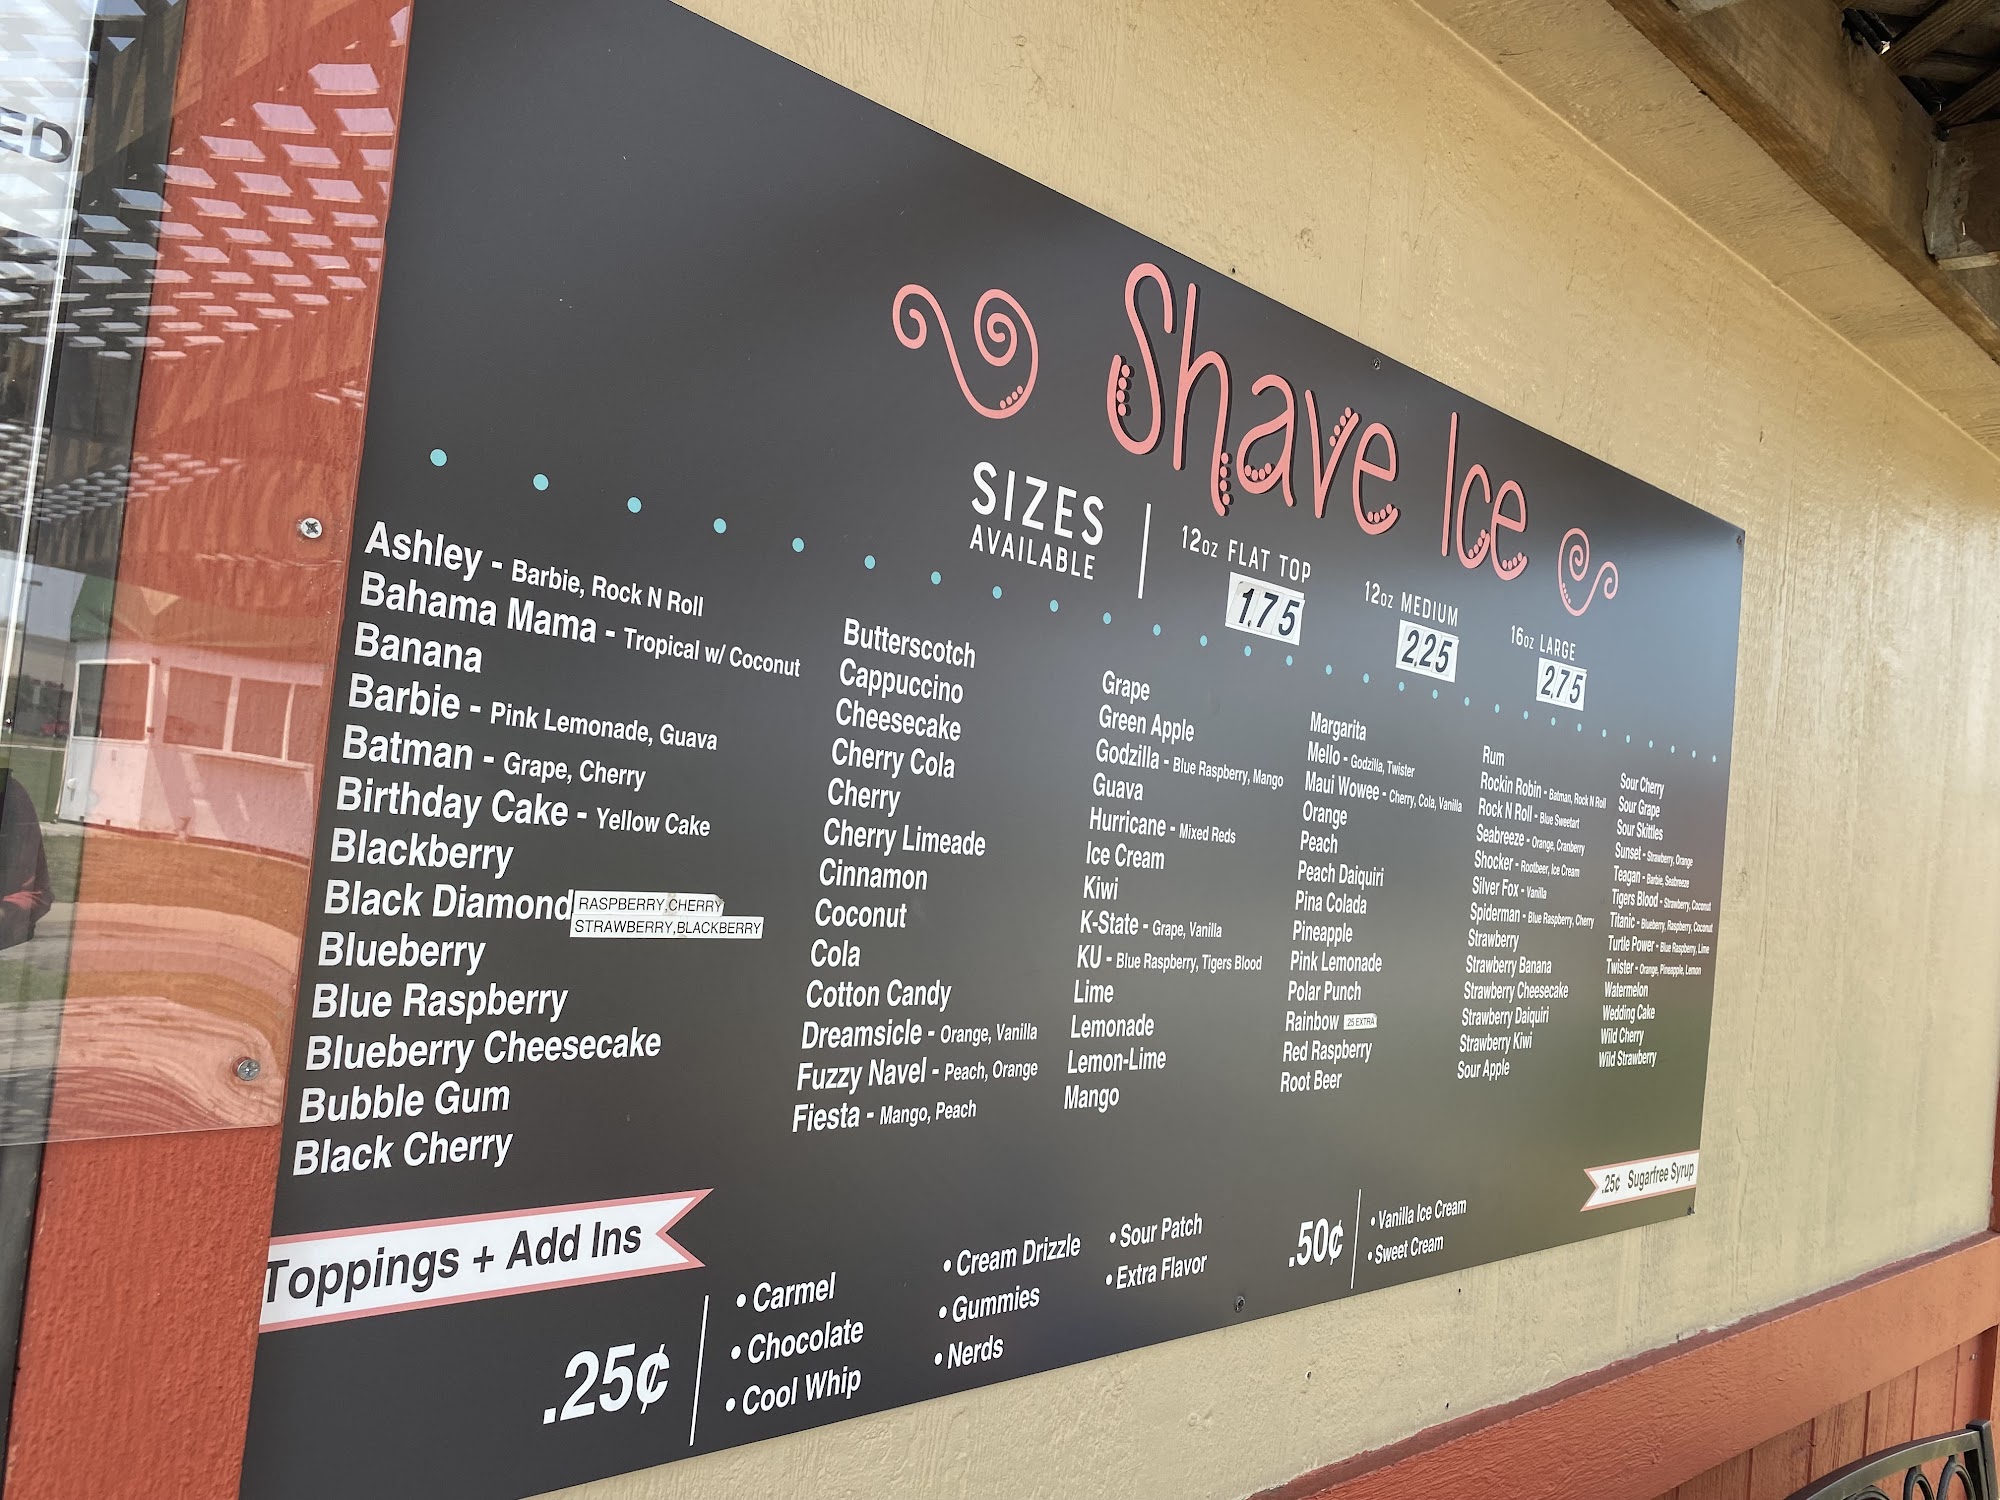 ED
Shave Ice
SIZES
AVAILABLE
12oz FLAT TOP
1.75
12oz MEDIUM
2.25
16oz LARGE
2.75
Ashley - Barbie, Rock N Roll
Bahama Mama - Tropical w/ Coconut
Banana
Barbie - Pink Lemonade, Guava
Batman - Grape, Cherry
Birthday Cake - Yellow Cake
Blackberry
Black Diamond RASPBERRY,CHERRY
STRAWBERRY,BLACKBERRY
Blueberry
Blue Raspberry
Blueberry Cheesecake
Bubble Gum
Black Cherry
Butterscotch
Cappuccino
Cheesecake
Cherry Cola
Cherry
Cherry Limeade
Cinnamon
Coconut
Cola
Cotton Candy
Dreamsicle - Orange, Vanilla
Fuzzy Navel - Peach, Orange
Fiesta - Mango, Peach
Grape
Green Apple
Godzilla - Blue Raspberry, Mango
Guava
Hurricane - Mixed Reds
Ice Cream
Kiwi
K-State - Grape, Vanilla
KU - Blue Raspberry, Tigers Blood
Lime
Lemonade
Lemon-Lime
Mango
Margarita
Mello - Godzilla, Twister
Maui Wowee - Cherry, Cola, Vanilla
Orange
Peach
Peach Daiquiri
Pina Colada
Pineapple
Pink Lemonade
Polar Punch
Rainbow .25 EXTRA
Red Raspberry
Root Beer
Rum
Rockin Robin - Batman, Rock N Roll
Rock N Roll - Blue Sweetart
Seabreeze - Orange, Cranberry
Shocker - Rootbeer, Ice Cream
Silver Fox - Vanilla
Spiderman - Blue Raspberry, Cherry
Strawberry
Strawberry Banana
Strawberry Cheesecake
Strawberry Daiquiri
Strawberry Kiwi
Sour Apple
Sour Cherry
Sour Grape
Sour Skittles
Sunset - Strawberry, Orange
Teagan - Barbie, Seabreeze
Tigers Blood - Strawberry, Coconut
Titanic - Blueberry, Raspberry, Coconut
Turtle Power - Blue Raspberry, Lime
Twister - Orange, Pineapple, Lemon
Watermelon
Wedding Cake
Wild Cherry
Wild Strawberry
.25¢ Sugarfree Syrup
Toppings + Add Ins
.25¢
• Carmel
• Chocolate
• Cool Whip
• Cream Drizzle
• Gummies
• Nerds
• Sour Patch
• Extra Flavor
.50¢
• Vanilla Ice Cream
• Sweet Cream